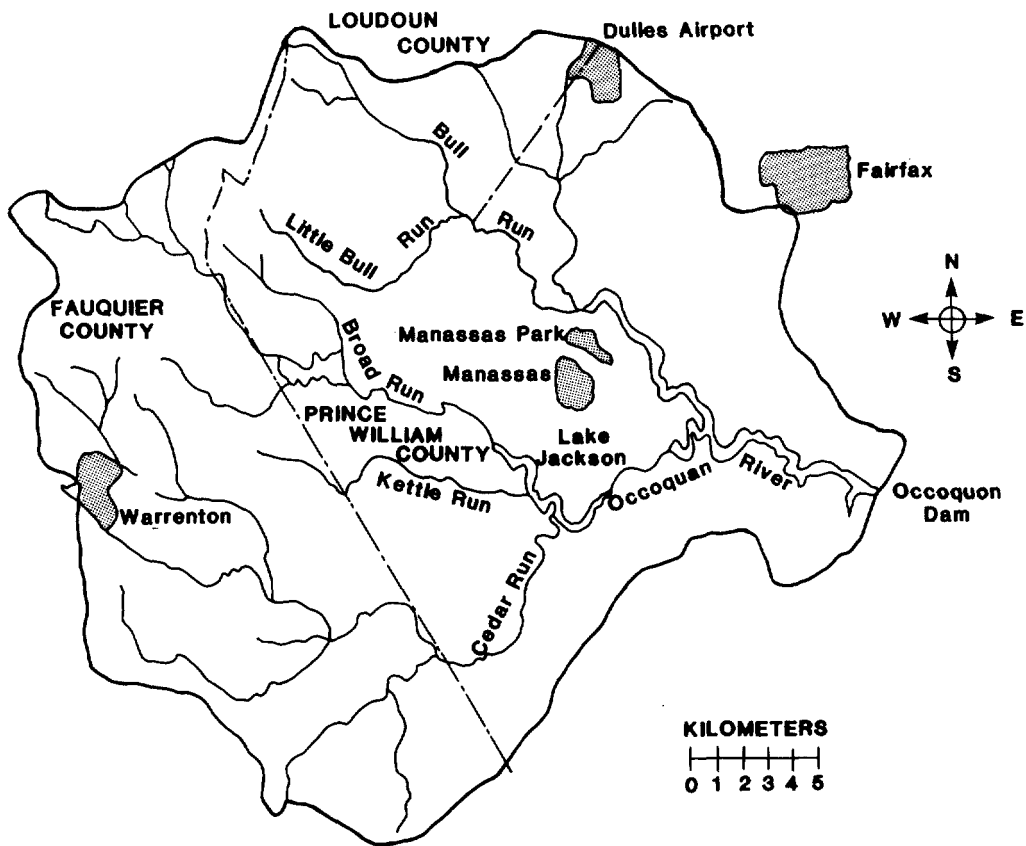 LOUDOUN
COUNTY
Dulles Airport
Bull
Run
Fairfax
Little Bull
Run
N
W
E
S
FAUQUIER
COUNTY
Broad Run
Manassas Park
Manassas
PRINCE
WILLIAM
COUNTY
Lake
Jackson
Kettle Run
Occoquan
River
Occoquon
Dam
Warrenton
Cedar Run
KILOMETERS
0 1 2 3 4 5